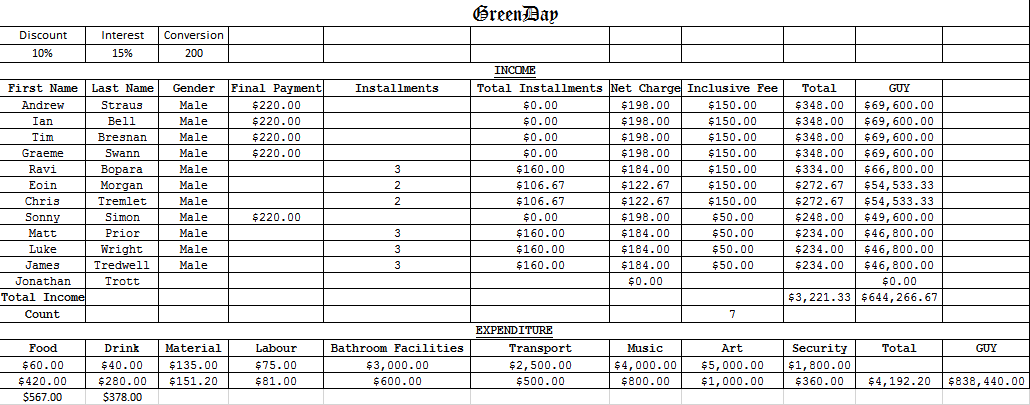 GreenDay
Discount Interest Conversion
10% 15% 200
INCOME
First Name Last Name Gender Final Payment Installments Total Installments Net Charge Inclusive Fee Total GUY
Andrew Straus Male $220.00 $0.00 $198.00 $150.00 $348.00 $69,600.00
Ian Bell Male $220.00 $0.00 $198.00 $150.00 $348.00 $69,600.00
Tim Bresnan Male $220.00 $0.00 $198.00 $150.00 $348.00 $69,600.00
Graeme Swann Male $220.00 $0.00 $198.00 $150.00 $348.00 $69,600.00
Ravi Bopara Male 3 $160.00 $184.00 $150.00 $334.00 $66,800.00
Eoin Morgan Male 2 $106.67 $122.67 $150.00 $272.67 $54,533.33
Chris Tremlet Male 2 $106.67 $122.67 $150.00 $272.67 $54,533.33
Sonny Simon Male $220.00 $0.00 $198.00 $50.00 $248.00 $49,600.00
Matt Prior Male 3 $160.00 $184.00 $50.00 $234.00 $46,800.00
Luke Wright Male 3 $160.00 $184.00 $50.00 $234.00 $46,800.00
James Tredwell Male 3 $160.00 $184.00 $50.00 $234.00 $46,800.00
Jonathan Trott $0.00 $0.00
Total Income $3,221.33 $644,266.67
Count 7
EXPENDITURE
Food Drink Material Labour Bathroom Facilities Transport Music Art Security Total GUY
$60.00 $40.00 $135.00 $75.00 $3,000.00 $2,500.00 $4,000.00 $5,000.00 $1,800.00
$420.00 $280.00 $151.20 $81.00 $600.00 $500.00 $800.00 $1,000.00 $360.00 $4,192.20 $838,440.00
$567.00 $378.00